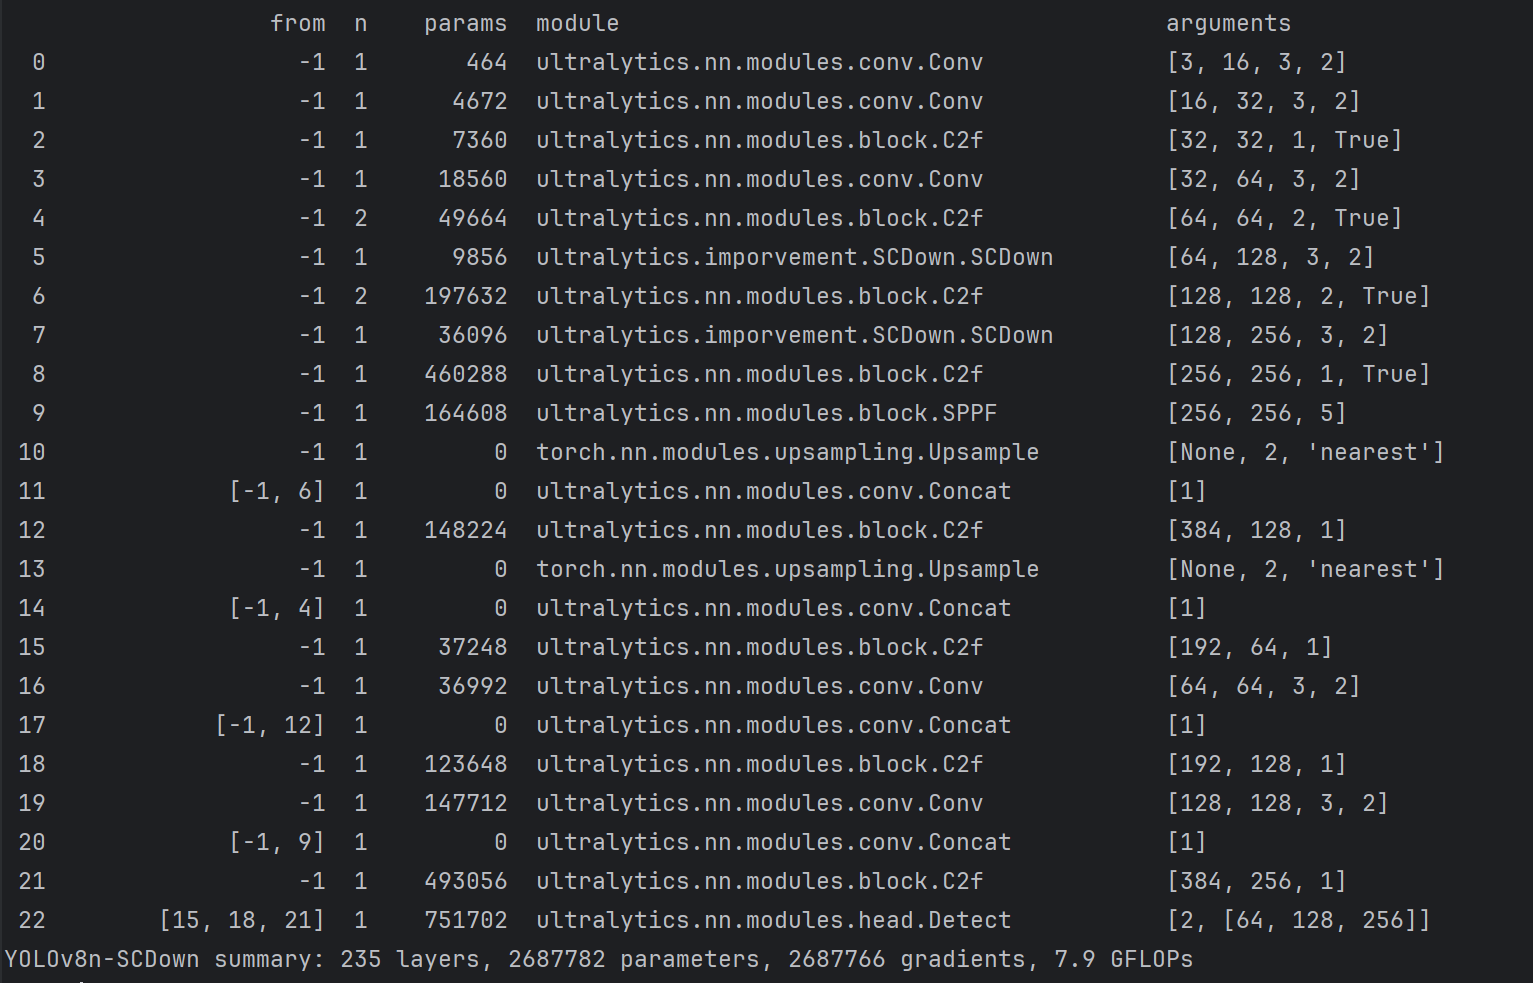 from  n    params  module                                       arguments
0                  -1  1       464  ultralytics.nn.modules.conv.Conv             [3, 16, 3, 2]
1                  -1  1      4672  ultralytics.nn.modules.conv.Conv             [16, 32, 3, 2]
2                  -1  1      7360  ultralytics.nn.modules.block.C2f             [32, 32, 1, True]
3                  -1  1     18560  ultralytics.nn.modules.conv.Conv             [32, 64, 3, 2]
4                  -1  2     49664  ultralytics.nn.modules.block.C2f             [64, 64, 2, True]
5                  -1  1      9856  ultralytics.imporvement.SCDown.SCDown        [64, 128, 3, 2]
6                  -1  2    197632  ultralytics.nn.modules.block.C2f             [128, 128, 2, True]
7                  -1  1     36096  ultralytics.imporvement.SCDown.SCDown        [128, 256, 3, 2]
8                  -1  1    460288  ultralytics.nn.modules.block.C2f             [256, 256, 1, True]
9                  -1  1    164608  ultralytics.nn.modules.block.SPPF            [256, 256, 5]
10                  -1  1         0  torch.nn.modules.upsampling.Upsample         [None, 2, 'nearest']
11             [-1, 6]  1         0  ultralytics.nn.modules.conv.Concat           [1]
12                  -1  1    148224  ultralytics.nn.modules.block.C2f             [384, 128, 1]
13                  -1  1         0  torch.nn.modules.upsampling.Upsample         [None, 2, 'nearest']
14             [-1, 4]  1         0  ultralytics.nn.modules.conv.Concat           [1]
15                  -1  1     37248  ultralytics.nn.modules.block.C2f             [192, 64, 1]
16                  -1  1     36992  ultralytics.nn.modules.conv.Conv             [64, 64, 3, 2]
17            [-1, 12]  1         0  ultralytics.nn.modules.conv.Concat           [1]
18                  -1  1    123648  ultralytics.nn.modules.block.C2f             [192, 128, 1]
19                  -1  1    147712  ultralytics.nn.modules.conv.Conv             [128, 128, 3, 2]
20             [-1, 9]  1         0  ultralytics.nn.modules.conv.Concat           [1]
21                  -1  1    493056  ultralytics.nn.modules.block.C2f             [384, 256, 1]
22        [15, 18, 21]  1    751702  ultralytics.nn.modules.head.Detect           [2, [64, 128, 256]]
YOLOv8n-SCDown summary: 235 layers, 2687782 parameters, 2687766 gradients, 7.9 GFLOPs